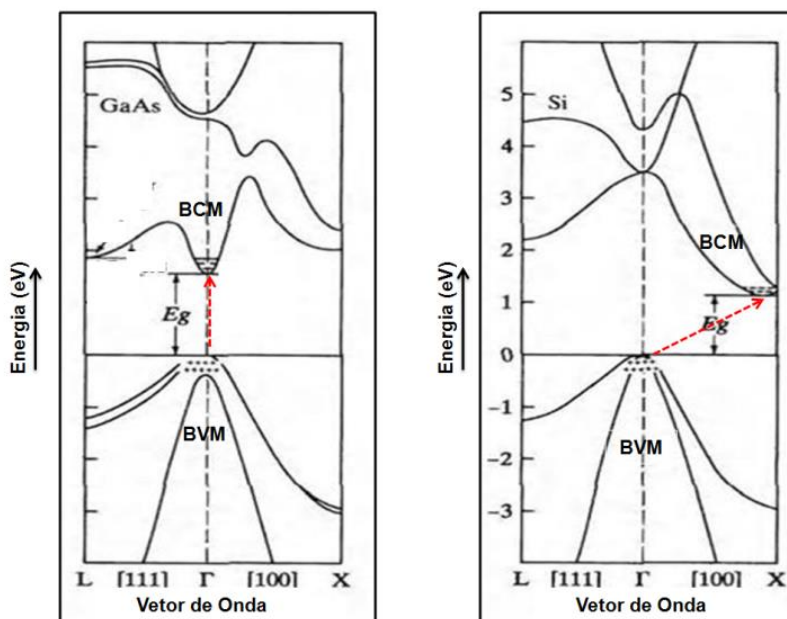 GaAs
BCM
Eg
BVM
Energia (eV)
L [111] Γ [100] X
Vetor de Onda
Si
5
4
3
BCM
2
1
Eg
0
-1
BVM
-2
-3
Energia (eV)
L [111] Γ [100] X
Vetor de Onda